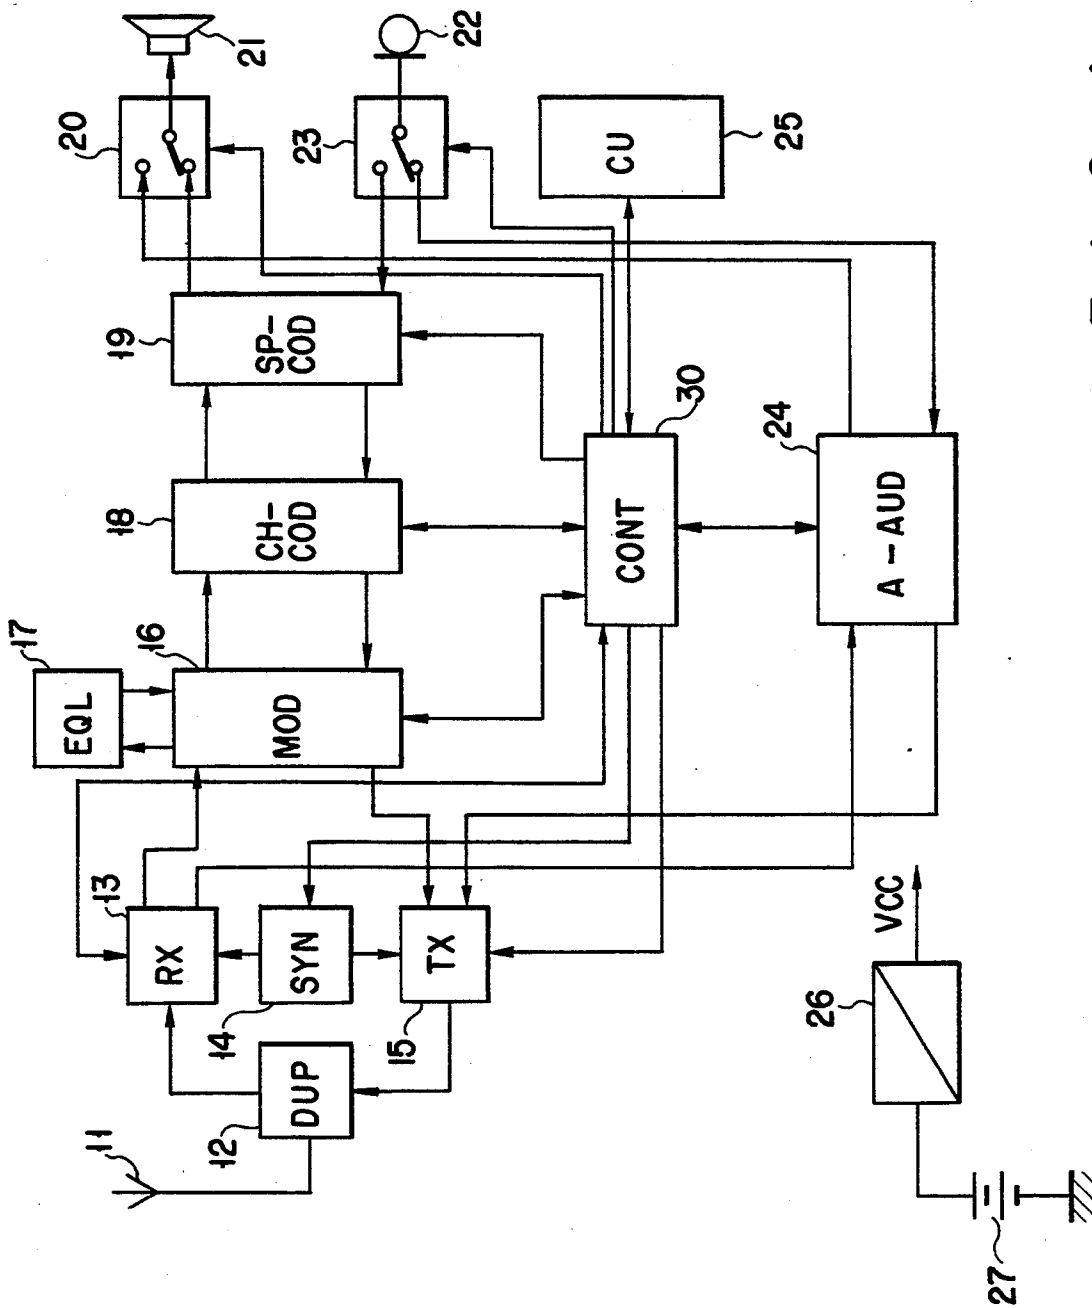 17
EQL
11
13
16
18
19
20
21
RX
12
14
DUP
SYN
MOD
CH-
COD
SP-
COD
23
22
15
TX
CONT
30
CU
25
24
26
A-AUD
VCC
27